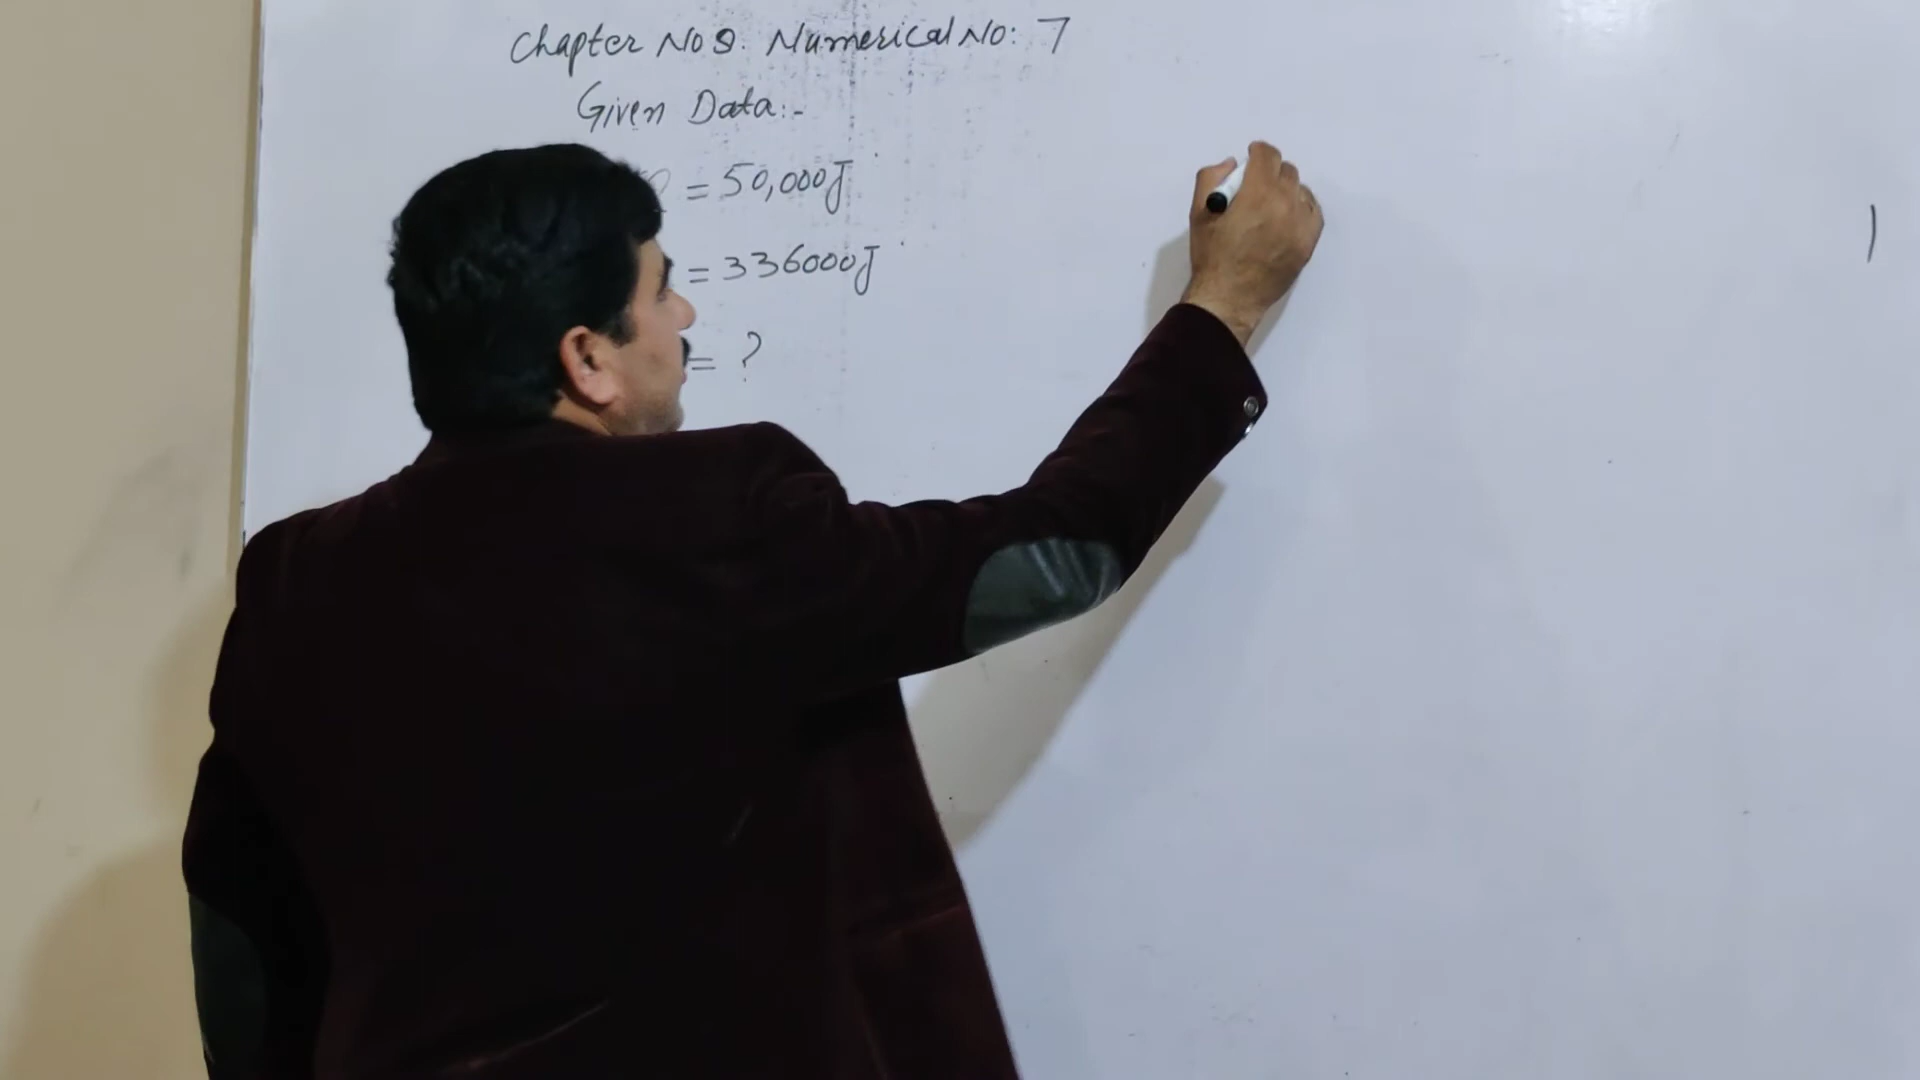 Chapter No 9. Numerical No: 7
Given Data:-
= 50,000J
= 336000J
= ?